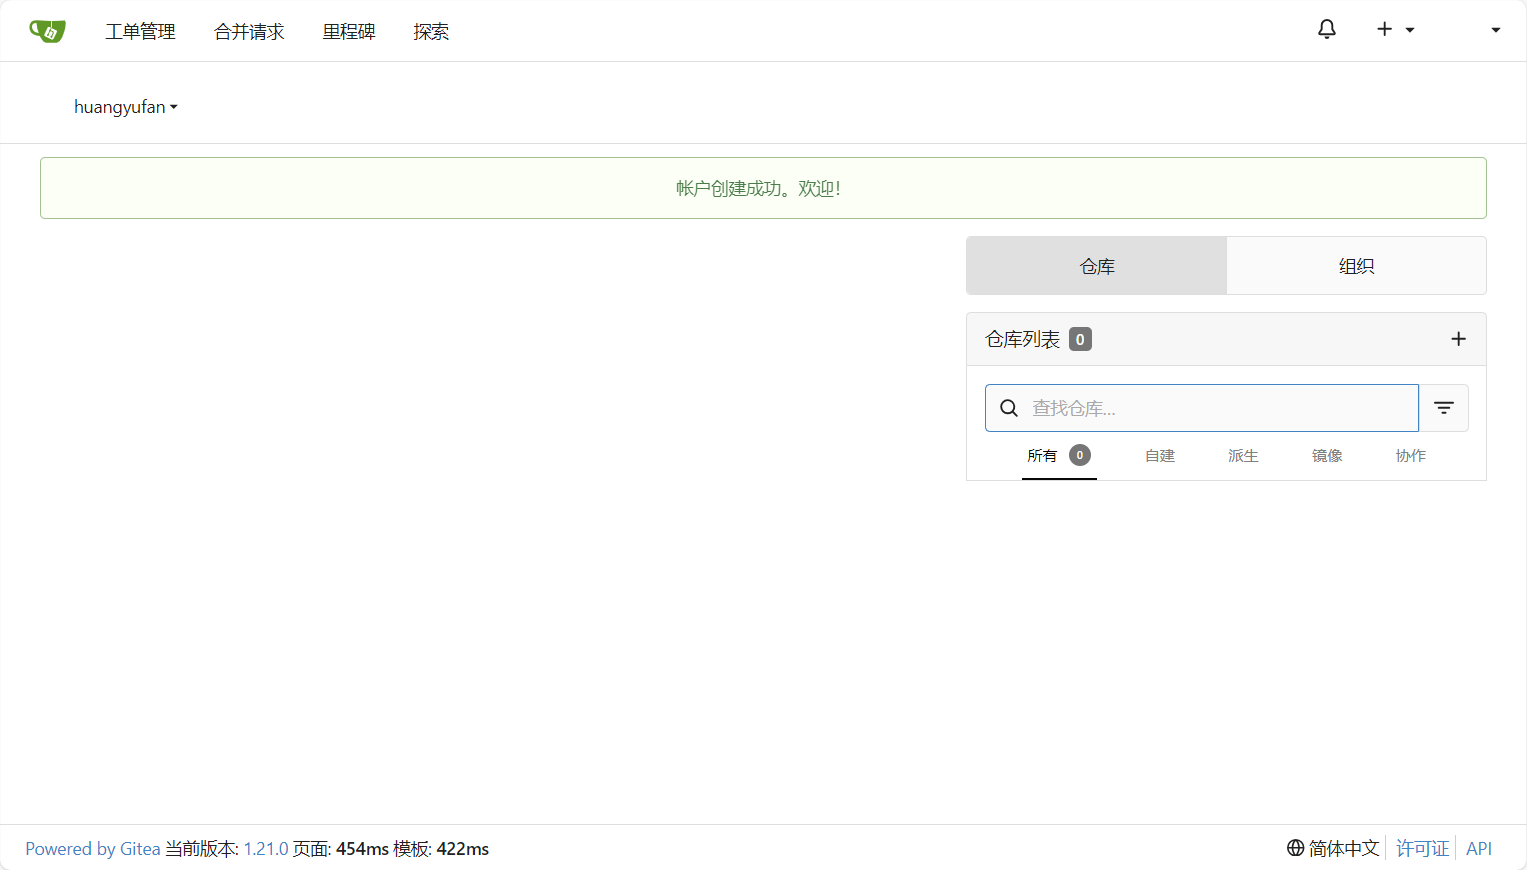 工单管理 合并请求 里程碑 探索
huangyufan
帐户创建成功。欢迎！
仓库 组织
仓库列表 0
查找仓库...
所有 0 自建 派生 镜像 协作
Powered by Gitea 当前版本: 1.21.0 页面: 454ms 模板: 422ms
简体中文 许可证 API